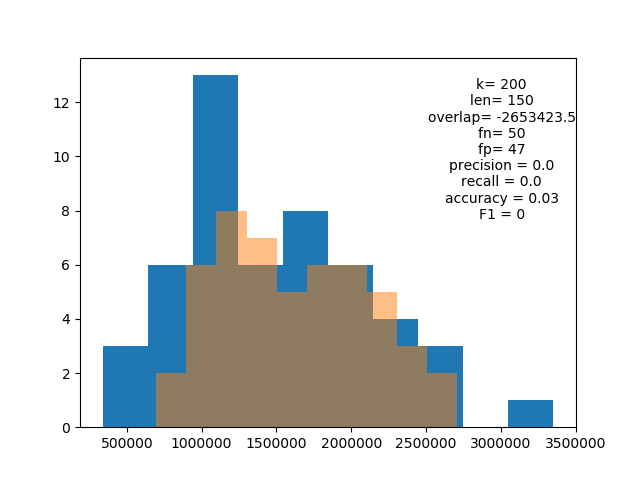 k= 200
len= 150
overlap= -2653423.5
fn= 50
fp= 47
precision = 0.0
recall = 0.0
accuracy = 0.03
F1 = 0
12
10
8
6
4
2
0
500000 1000000 1500000 2000000 2500000 3000000 3500000